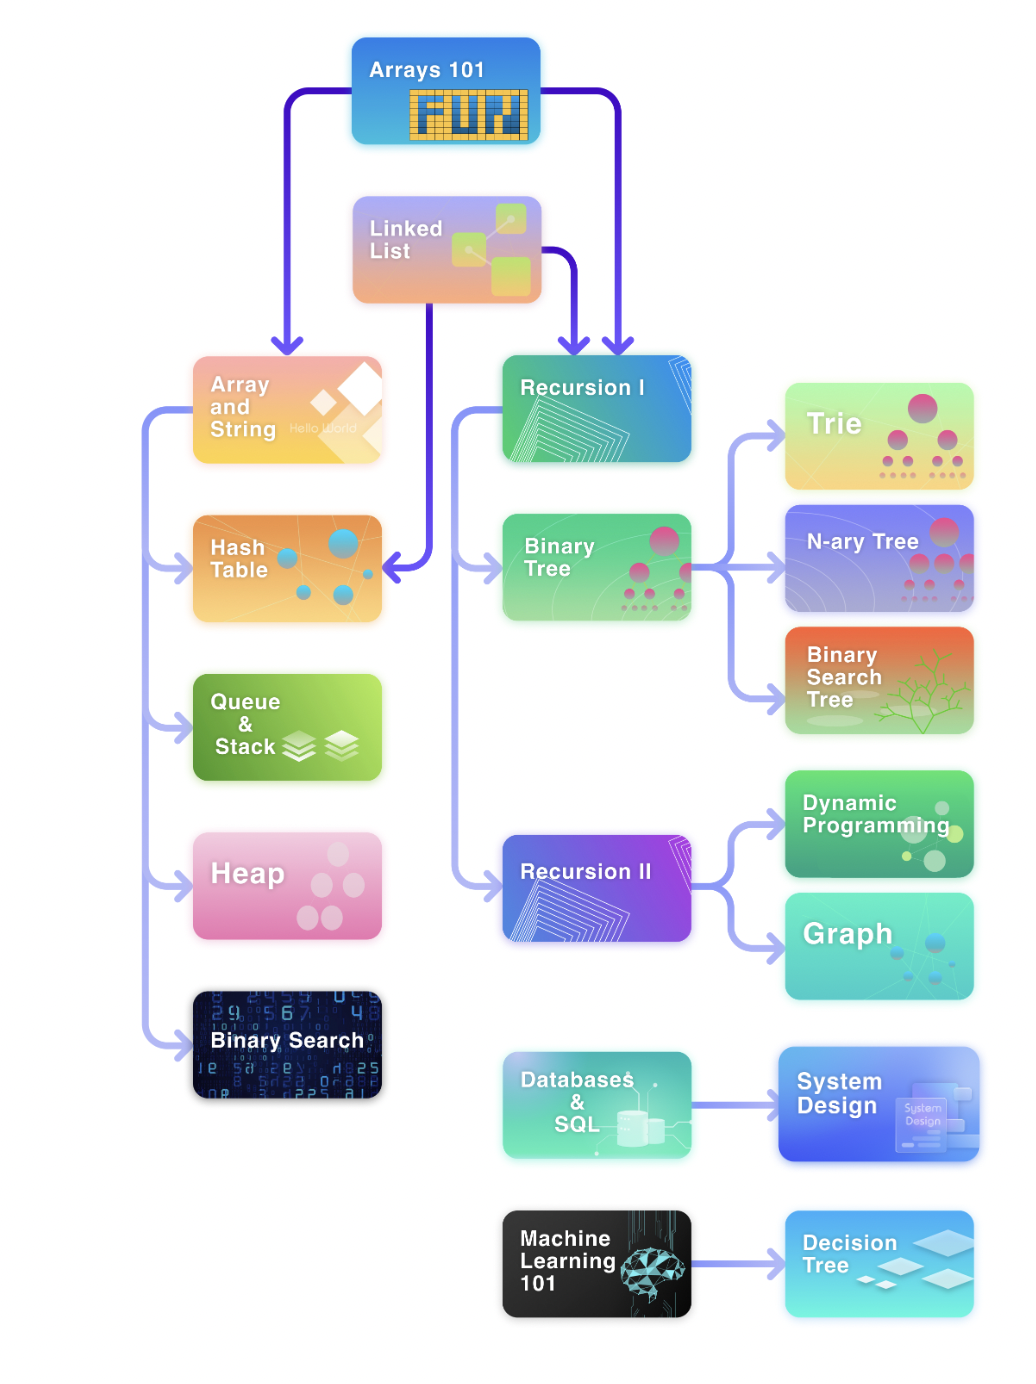 Arrays 101
FUN
Linked
List
Array
and
String
Hello World
Recursion I
Trie
Hash
Table
Binary
Tree
N-ary Tree
Binary
Search
Tree
Queue
&
Stack
Dynamic
Programming
Heap
Recursion II
Graph
Binary Search
Databases
&
SQL
System
Design
System
Design
Machine
Learning
101
Decision
Tree